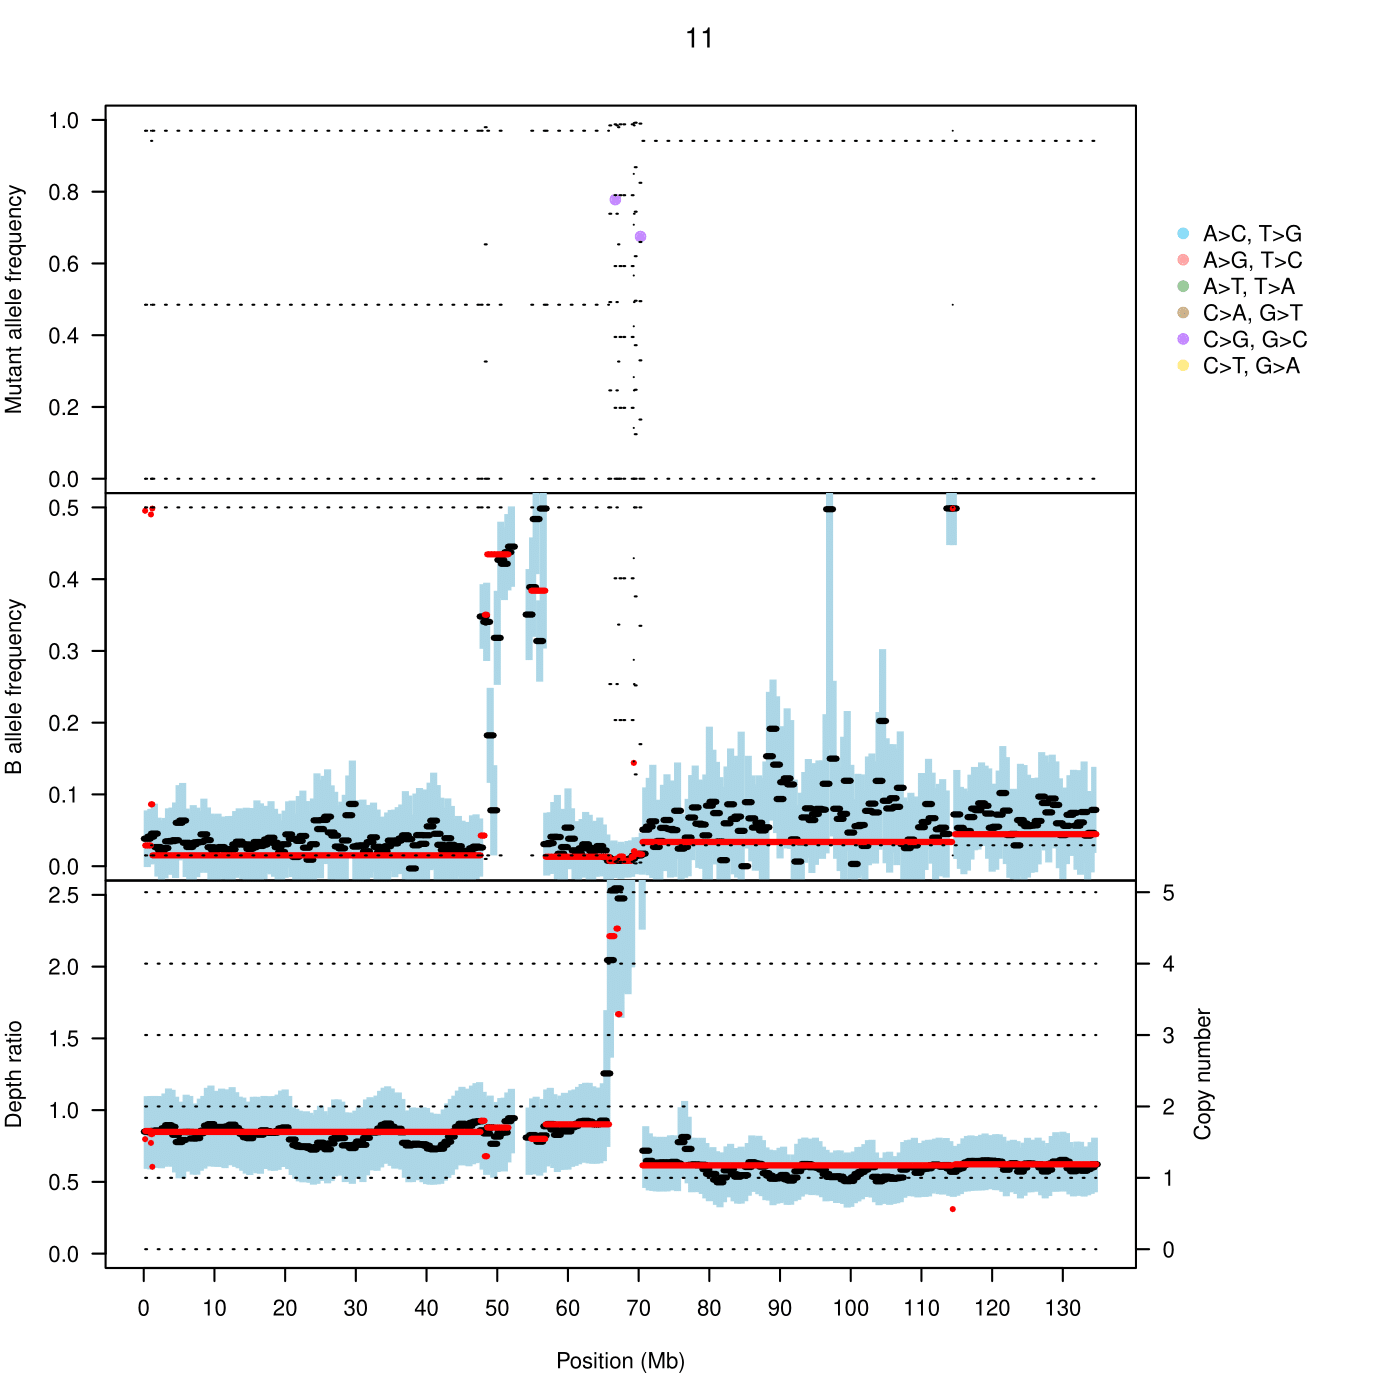 11
Mutant allele frequency
1.0
0.8
0.6
0.4
0.2
0.0
A>C, T>G
A>G, T>C
A>T, T>A
C>A, G>T
C>G, G>C
C>T, G>A
B allele frequency
0.5
0.4
0.3
0.2
0.1
0.0
Depth ratio
2.5
2.0
1.5
1.0
0.5
0.0
5
4
3
2
1
0
Copy number
0 10 20 30 40 50 60 70 80 90 100 110 120 130
Position (Mb)